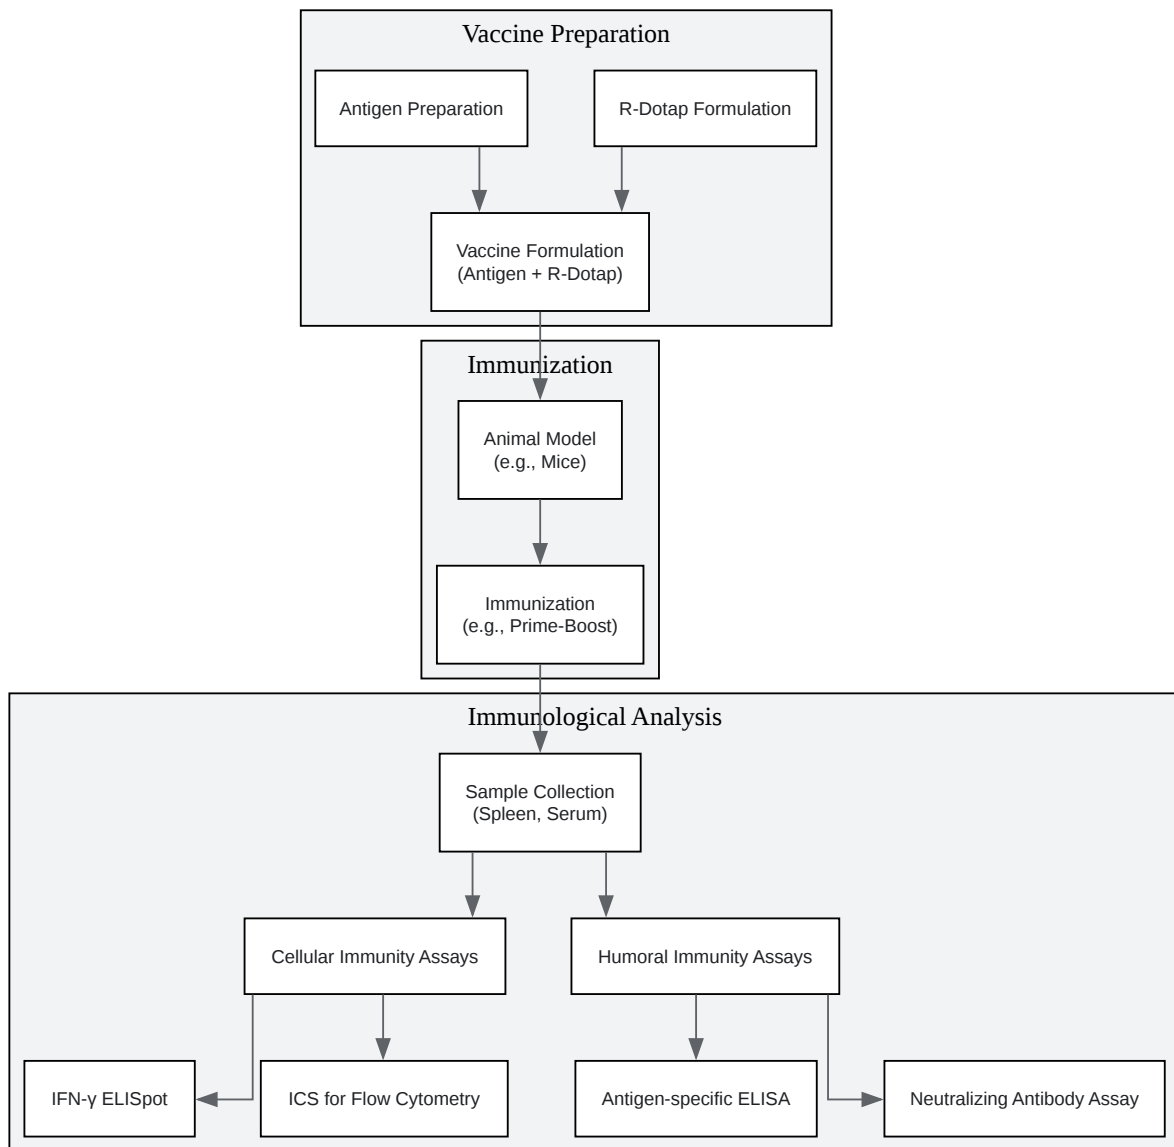 Vaccine Preparation
Antigen Preparation
R-Dotap Formulation
Vaccine Formulation
(Antigen + R-Dotap)
Immunization
Animal Model
(e.g., Mice)
Immunization
(e.g., Prime-Boost)
Immunological Analysis
Sample Collection
(Spleen, Serum)
Cellular Immunity Assays
Humoral Immunity Assays
IFN-γ ELISpot
ICS for Flow Cytometry
Antigen-specific ELISA
Neutralizing Antibody Assay